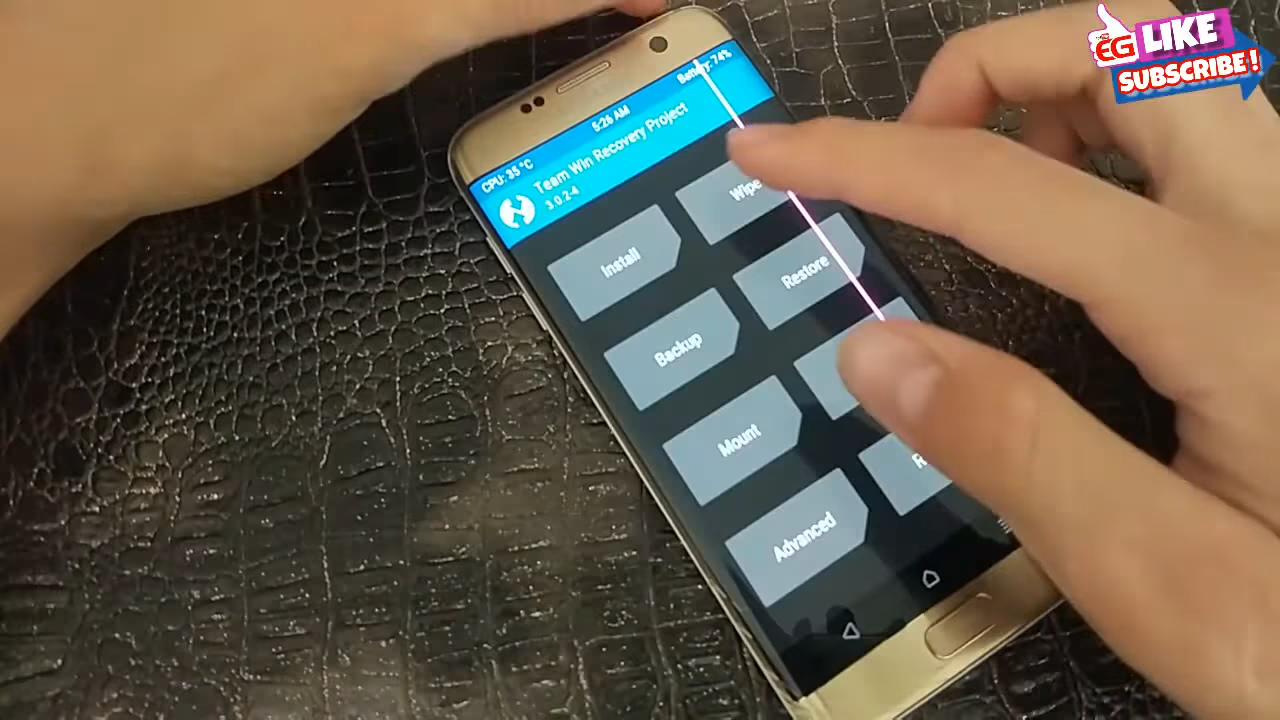 EG LIKE
SUBSCRIBE!
CPU: 35 °C
5:26 AM
Battery: 74%
Team Win Recovery Project
3.0.2-4
Install
Wipe
Backup
Restore
Mount
Advanced